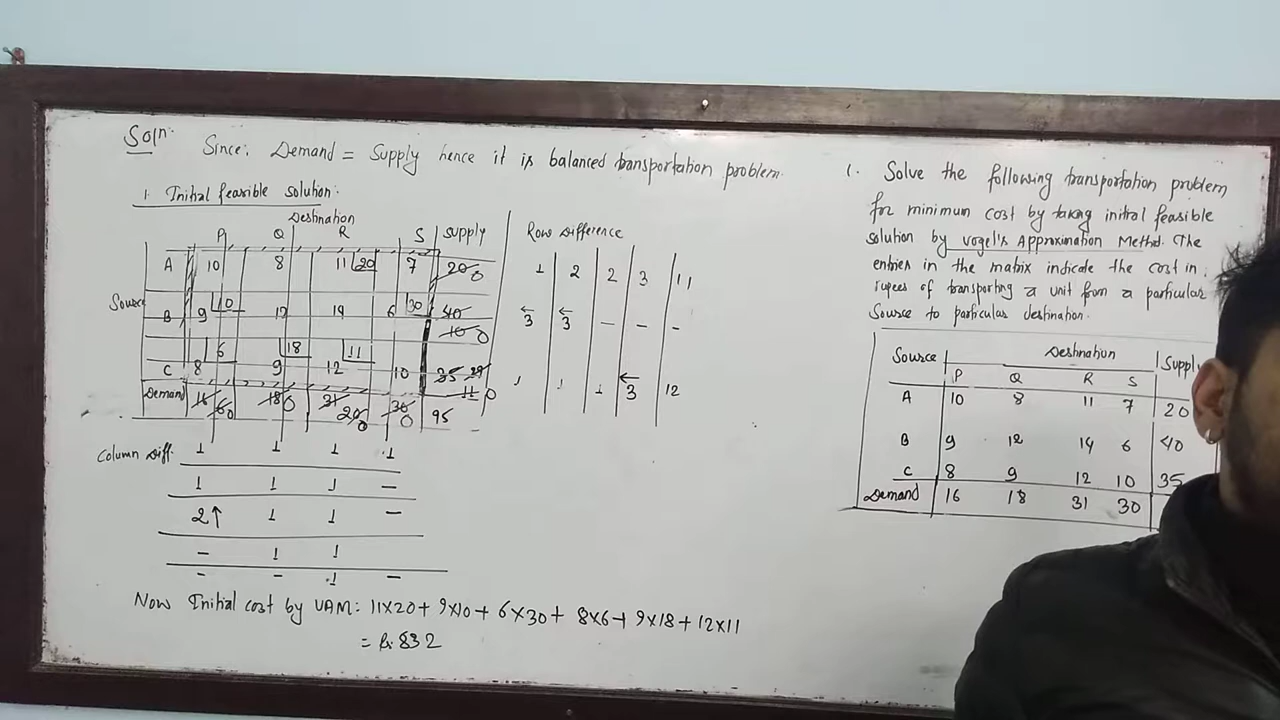 Soln.
Since: Demand = Supply hence it is balanced transportation problem.
1. Initial feasible solution:
Destination
P Q R S Supply Row Difference
A 10 8 11 20 7 20 0 1 2 2 3 11
Source
B 9 10 12 14 6 30 40 10 0 3 3 - - -
C 8 6 9 18 12 11 10 35 29 11 0 1 1 1 3 12
Demand 16 6 0 18 0 31 20 0 30 0 95
Column Diff. 1 1 1 1
1 1 1 -
2↑ 1 1 -
- 1 1
- - 1 -
Now Initial cost by VAM: 11×20+ 9×10+ 6×30+ 8×6+ 9×18+12×11
= Rs. 832
1. Solve the following transportation problem
for minimum cost by taking initial feasible
solution by Vogel's Approximation Method. The
entries in the matrix indicate the cost in
rupees of transporting a unit from a particular
Source to particular destination.
Source Destination Supply
P Q R S
A 10 8 11 7 20
B 9 12 14 6 40
C 8 9 12 10 35
Demand 16 18 31 30